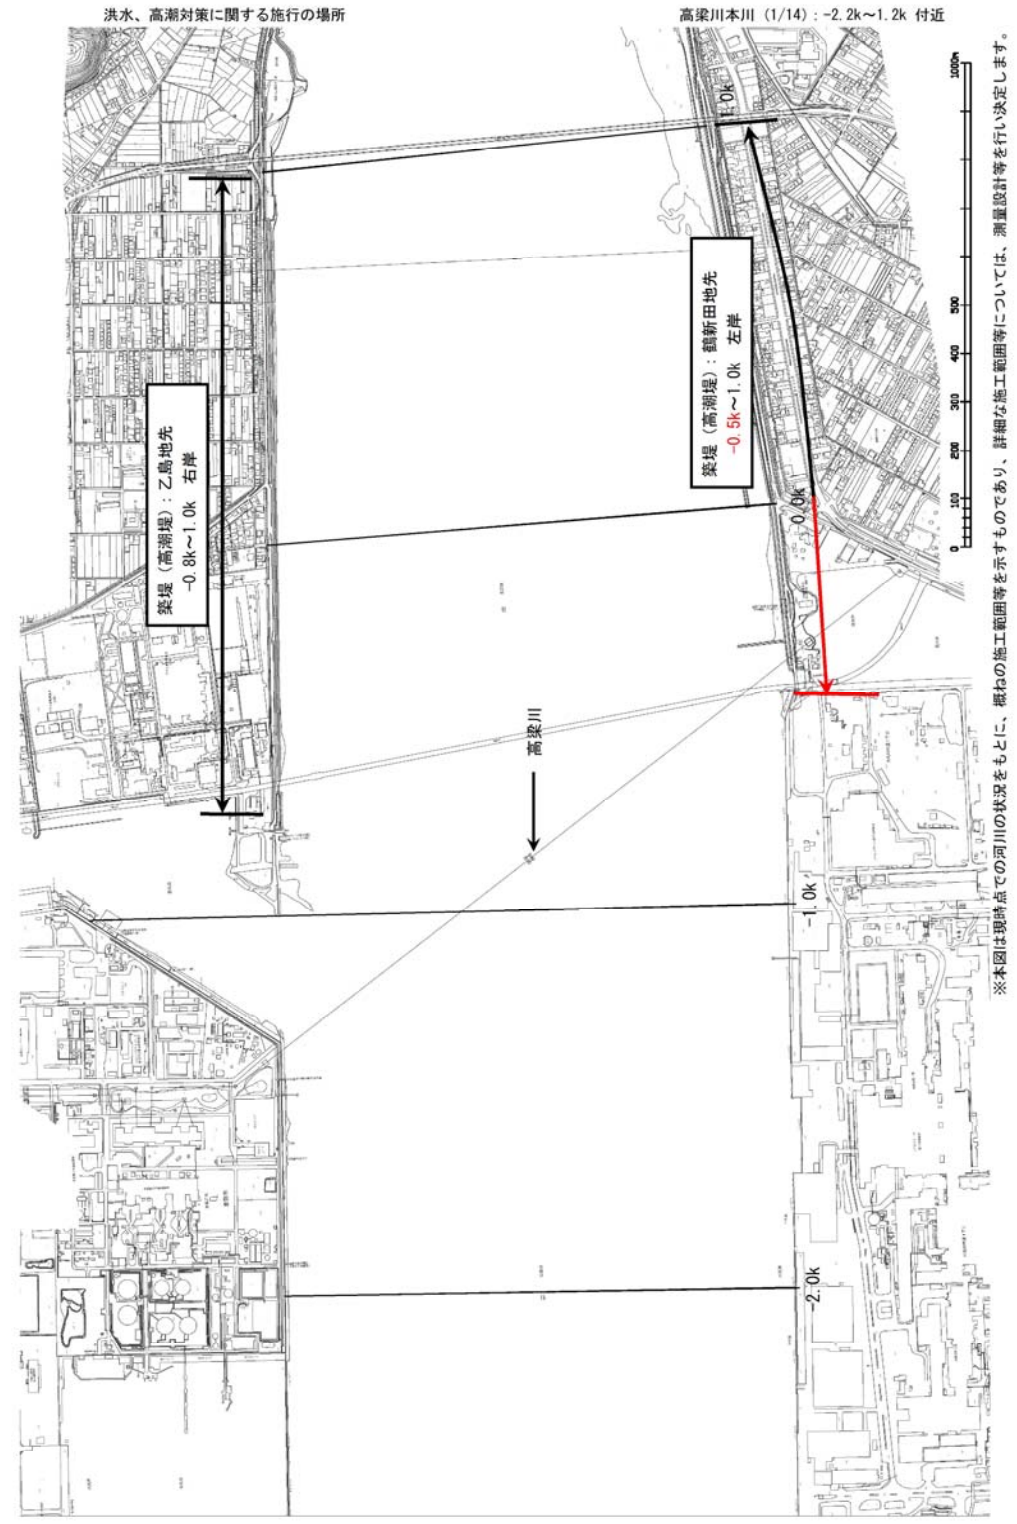 洪水、高潮対策に関する施行の場所
高梁川本川（1/14）：-2.2k～1.2k 付近
1.0k
築堤（高潮堤）：乙島地先
-0.8k～1.0k 右岸
築堤（高潮堤）：鶴新田地先
-0.5k～1.0k 左岸
-0.0k
高梁川
-1.0k
-2.0k
0 100 200 300 400 500 1000m
※本図は現時点での河川の状況をもとに、概ねの施工範囲等を示すものであり、詳細な施工範囲等については、測量設計等を行い決定します。